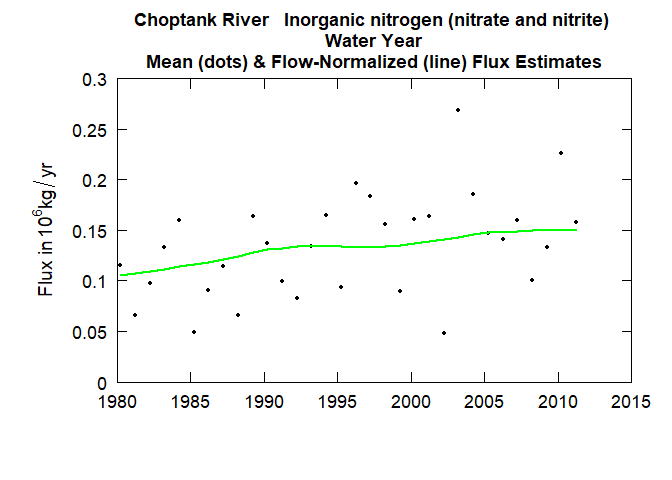 Choptank River   Inorganic nitrogen (nitrate and nitrite)
Water Year
Mean (dots) & Flow-Normalized (line) Flux Estimates
Flux in 10⁶kg / yr
0.3
0.25
0.2
0.15
0.1
0.05
0
1980 1985 1990 1995 2000 2005 2010 2015